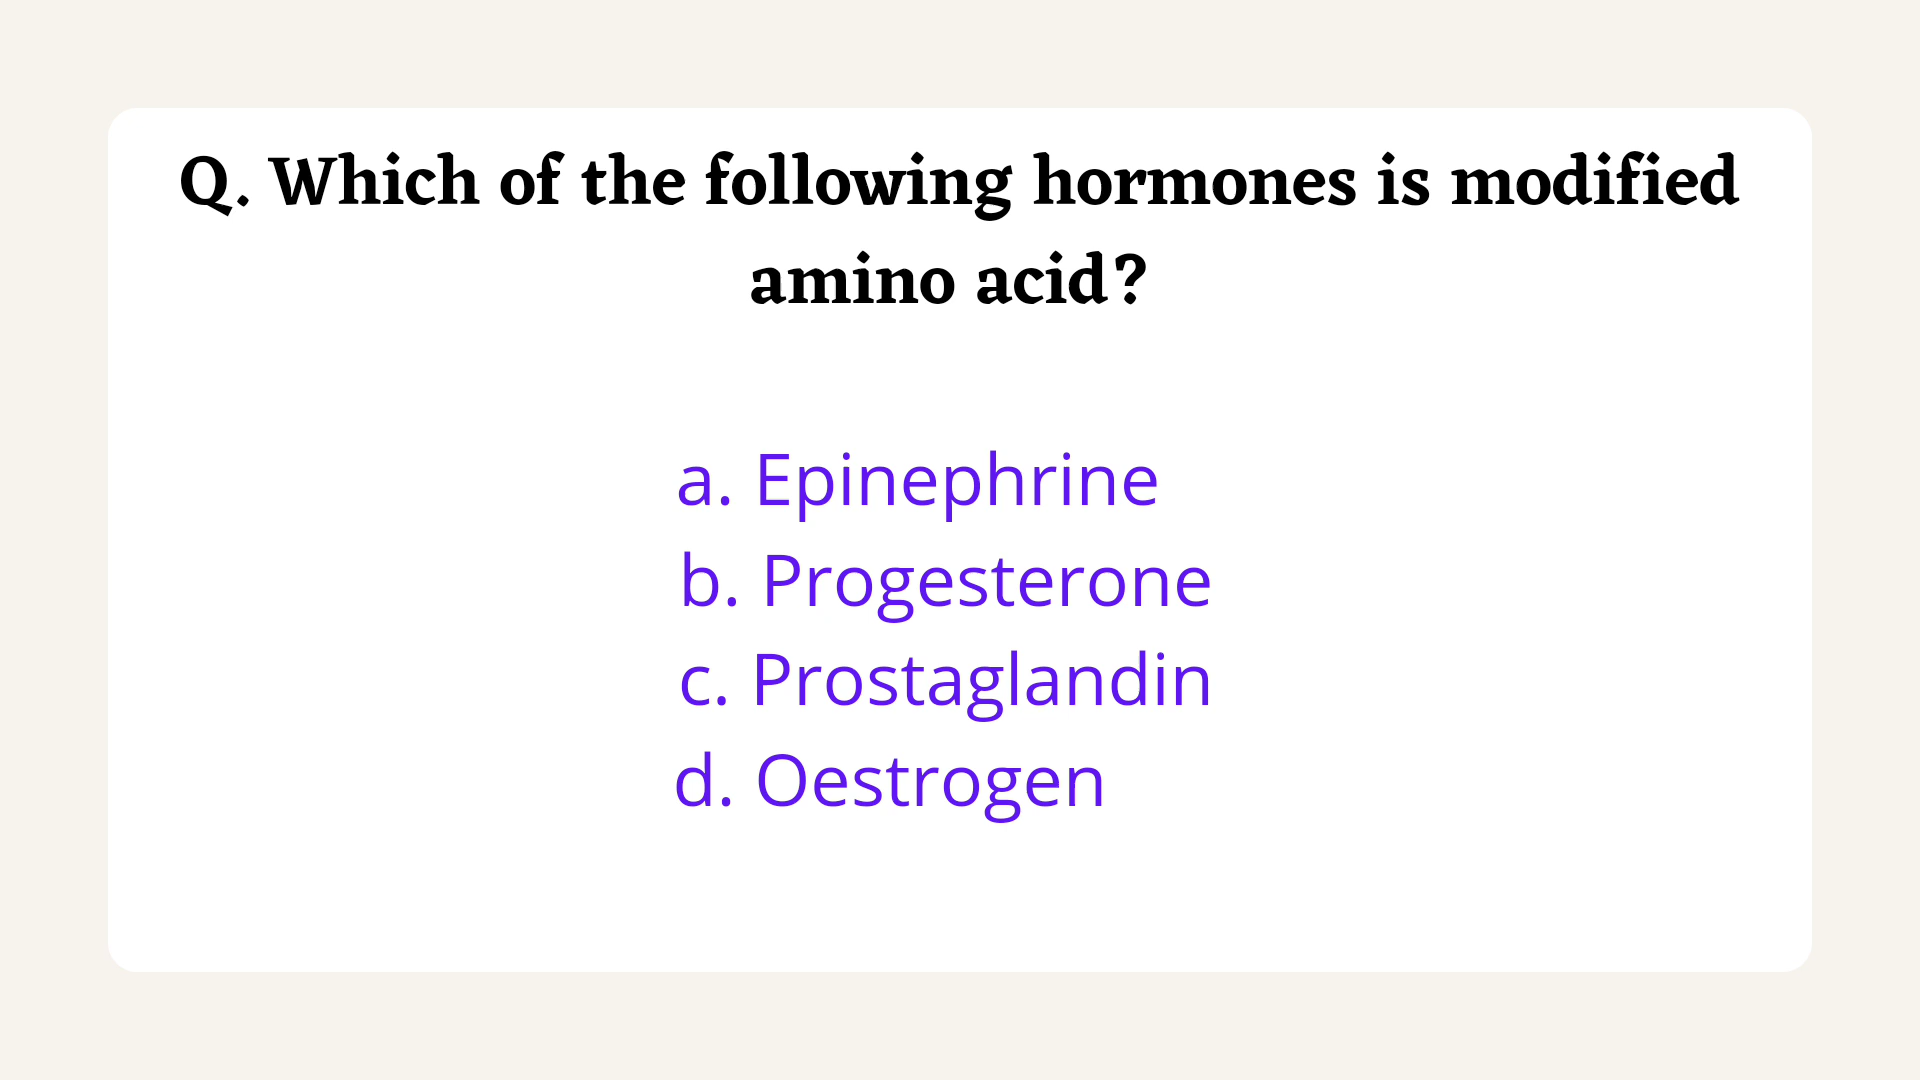 Q. Which of the following hormones is modified
amino acid?
a. Epinephrine
b. Progesterone
c. Prostaglandin
d. Oestrogen